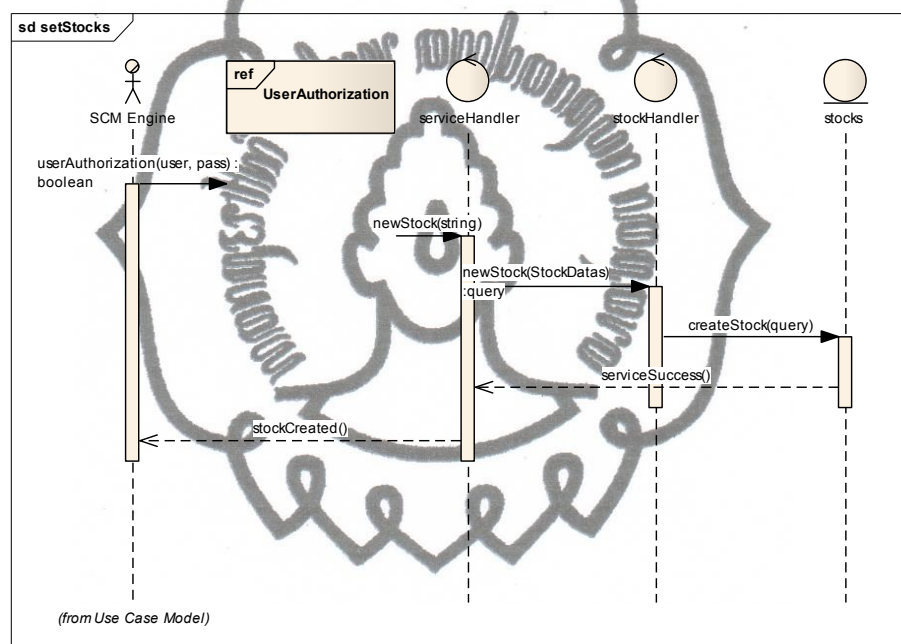 sd setStocks
ref
UserAuthorization
SCM Engine
serviceHandler
stockHandler
stocks
userAuthorization(user, pass) :
boolean
newStock(string)
newStock(StockDatas)
:query
createStock(query)
serviceSuccess()
stockCreated()
(from Use Case Model)